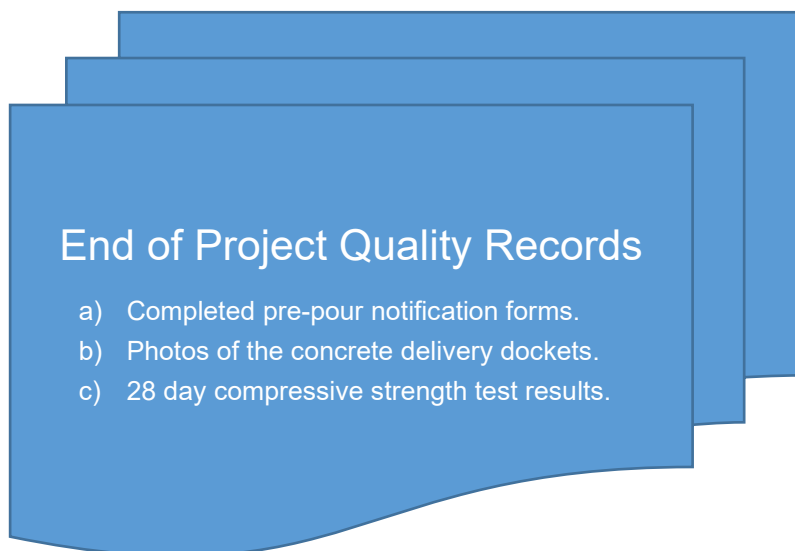 End of Project Quality Records
a) Completed pre-pour notification forms.
b) Photos of the concrete delivery dockets.
c) 28 day compressive strength test results.